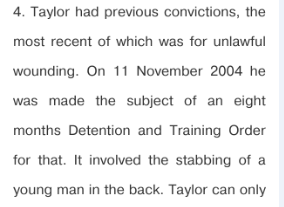 4. Taylor had previous convictions, the
most recent of which was for unlawful
wounding. On 11 November 2004 he
was made the subject of an eight
months Detention and Training Order
for that. It involved the stabbing of a
young man in the back. Taylor can only